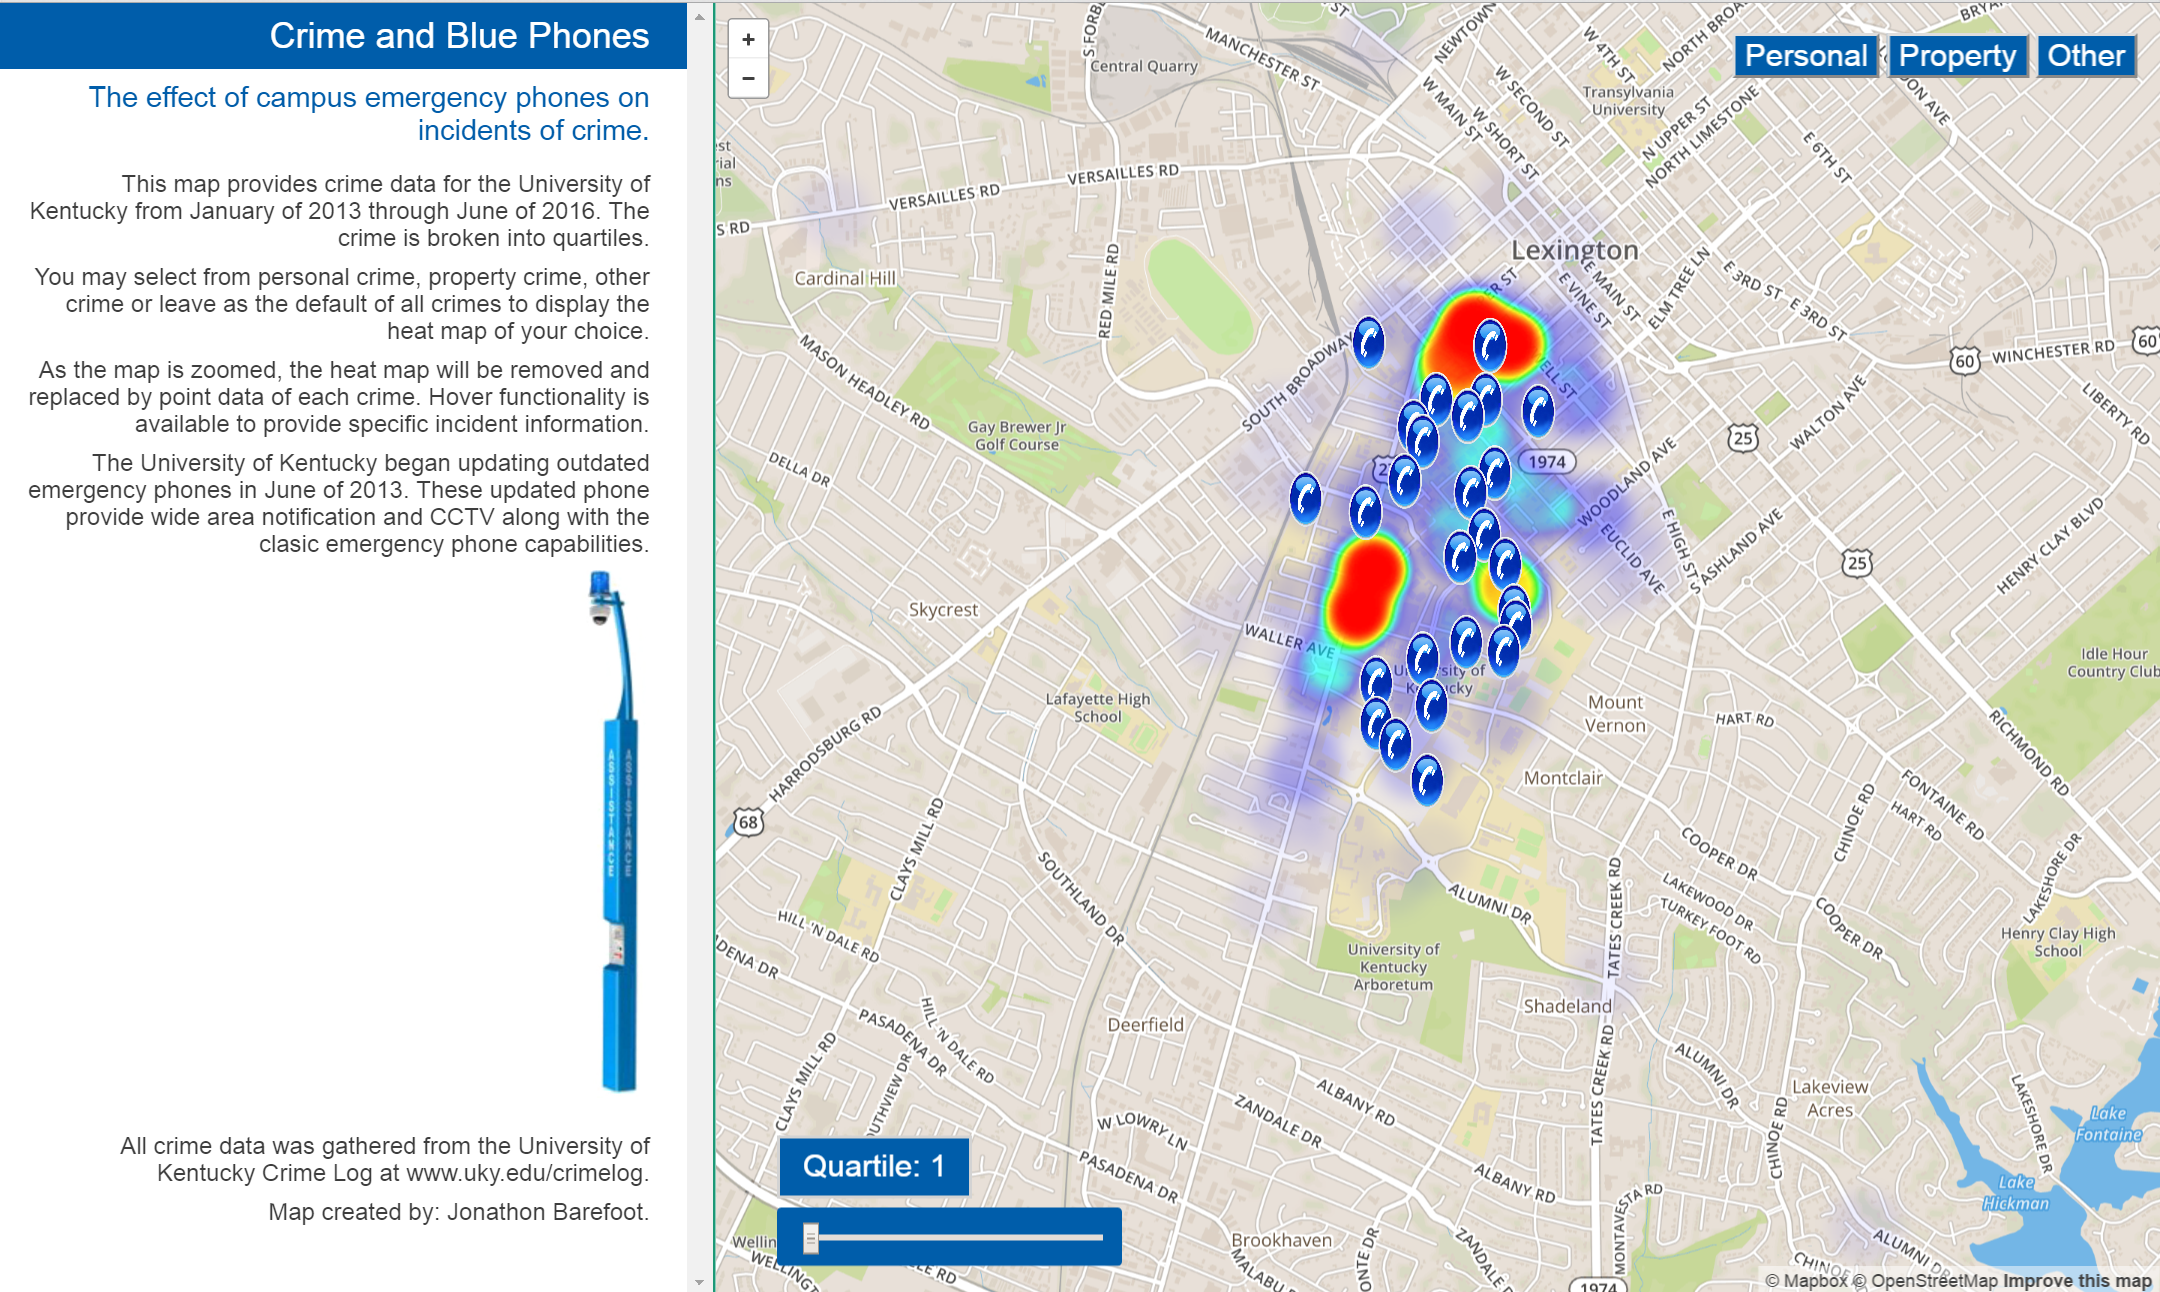 Crime and Blue Phones
The effect of campus emergency phones on
incidents of crime.
This map provides crime data for the University of
Kentucky from January of 2013 through June of 2016. The
crime is broken into quartiles.
You may select from personal crime, property crime, other
crime or leave as the default of all crimes to display the
heat map of your choice.
As the map is zoomed, the heat map will be removed and
replaced by point data of each crime. Hover functionality is
available to provide specific incident information.
The University of Kentucky began updating outdated
emergency phones in June of 2013. These updated phone
provide wide area notification and CCTV along with the
clasic emergency phone capabilities.
ASSISTANCE
ASSISTANCE
All crime data was gathered from the University of
Kentucky Crime Log at www.uky.edu/crimelog.
Map created by: Jonathon Barefoot.
+
−
Personal
Property
Other
Central Quarry
MANCHESTER ST
NEWTOWN
W 4TH ST
W SECOND ST
W SHORT ST
W MAIN ST
Transylvania
University
N UPPER ST
NORTH LIMESTONE
E 6TH ST
VERSAILLES RD
VERSAILLES RD
S RD
RED MILE RD
Cardinal Hill
Lexington
E MAIN ST
E VINE ST
ELM TREE LN
E 3RD ST
E 3RD ST
60
WINCHESTER RD
60
LIBERTY RD
MASON HEADLEY RD
SOUTH BROADWAY
Gay Brewer Jr
Golf Course
DELLA DR
25
WALTON AVE
1974
WOODLAND AVE
EUCLID AVE
E HIGH ST
S ASHLAND AVE
HENRY CLAY BLVD
25
Skycrest
WALLER AVE
Idle Hour
Country Club
Lafayette High
School
Mount
Vernon
HART RD
RICHMOND RD
HARRODSBURG RD
68
Montclair
FONTAINE RD
HART RD
CHINOE RD
COOPER DR
CLAYS MILL RD
SOUTHLAND DR
ALUMNI DR
TATES CREEK RD
LAKEWOOD DR
TURKEY FOOT RD
COOPER DR
LAKESHORE DR
HILL 'N DALE RD
University of
Kentucky
Arboretum
Henry Clay High
School
Shadeland
HILL 'N DALE RD
PASADENA DR
Deerfield
CLAYS MILL RD
TATES CREEK RD
ALUMNI DR
Lakeview
Acres
CHINOE RD
LAKESHORE DR
Lake
Fontaine
W LOWRY LN
ZANDALE DR
ALBANY RD
PASADENA DR
ALBANY RD
MONTAVESTA RD
Lake
Hickman
Quartile: 1
Brookhaven
ALUMNI DR
1974
© Mapbox © OpenStreetMap Improve this map